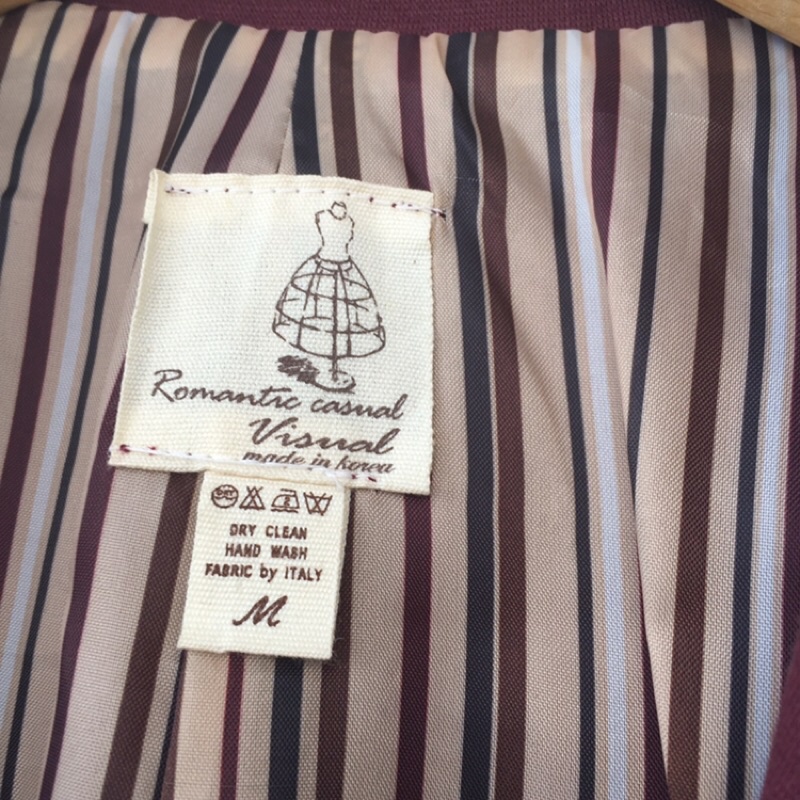 Romantic casual
Visual
made in korea
DRY CLEAN
HAND WASH
FABRIC by ITALY
M